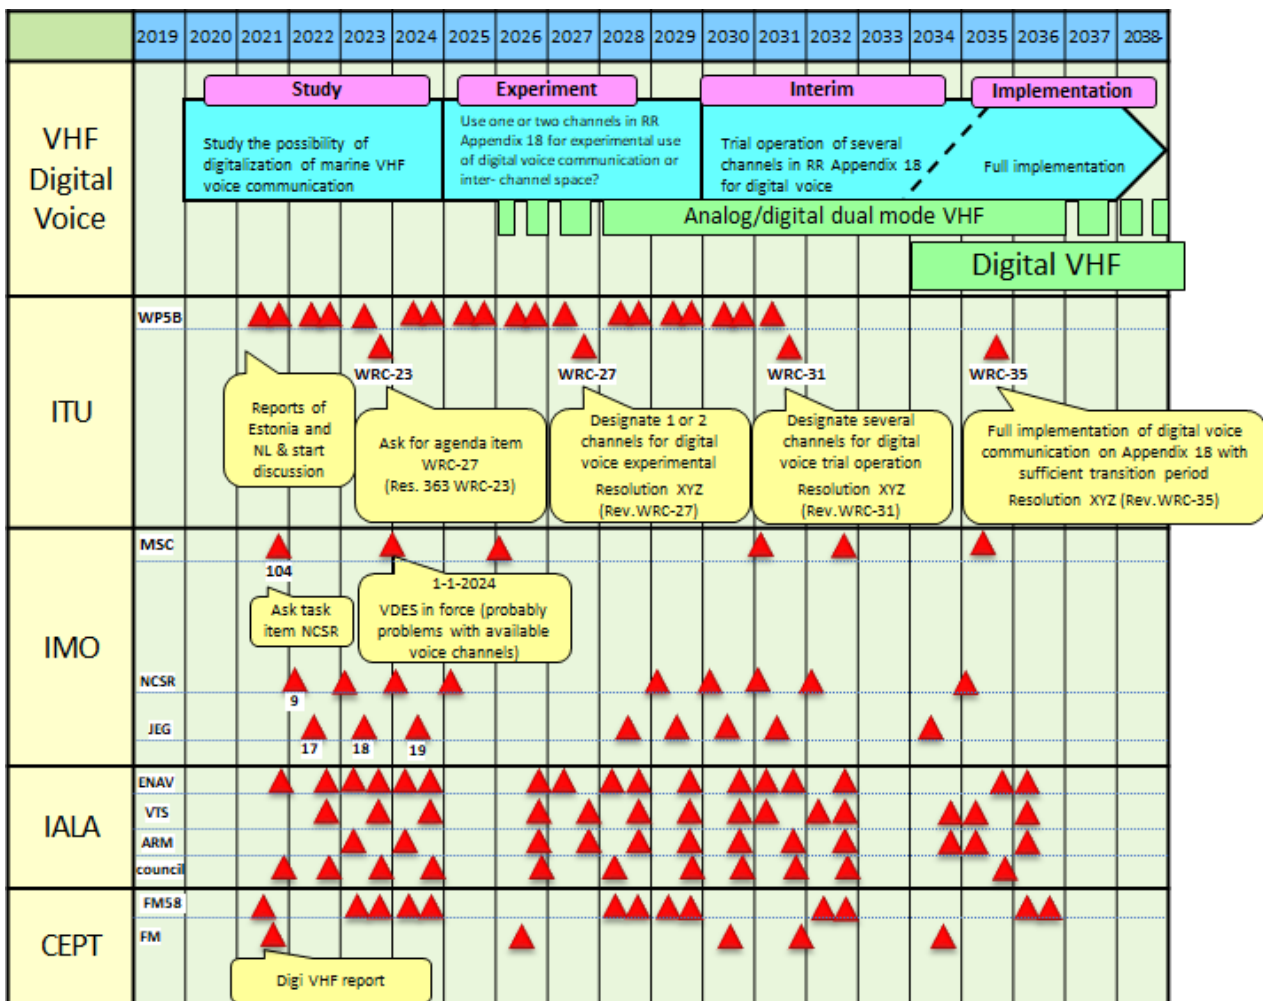 2019 2020 2021 2022 2023 2024 2025 2026 2027 2028 2029 2030 2031 2032 2033 2034 2035 2036 2037 2038-
VHF
Digital
Voice
Study
Experiment
Interim
Implementation
Study the possibility of
digitalization of marine VHF
voice communication
Use one or two channels in RR
Appendix 18 for experimental use
of digital voice communication or
inter- channel space?
Trial operation of several
channels in RR Appendix 18
for digital voice
Full implementation
Analog/digital dual mode VHF
Digital VHF
ITU
WP5B
WRC-23
WRC-27
WRC-31
WRC-35
Reports of
Estonia and
NL & start
discussion
Ask for agenda item
WRC-27
(Res. 363 WRC-23)
Designate 1 or 2
channels for digital
voice experimental
Resolution XYZ
(Rev.WRC-27)
Designate several
channels for digital
voice trial operation
Resolution XYZ
(Rev.WRC-31)
Full implementation of digital voice
communication on Appendix 18 with
sufficient transition period
Resolution XYZ (Rev.WRC-35)
IMO
MSC
104
Ask task
item NCSR
1-1-2024
VDES in force (probably
problems with available
voice channels)
NCSR
9
JEG
17
18
19
IALA
ENAV
VTS
ARM
council
CEPT
FM58
FM
Digi VHF report